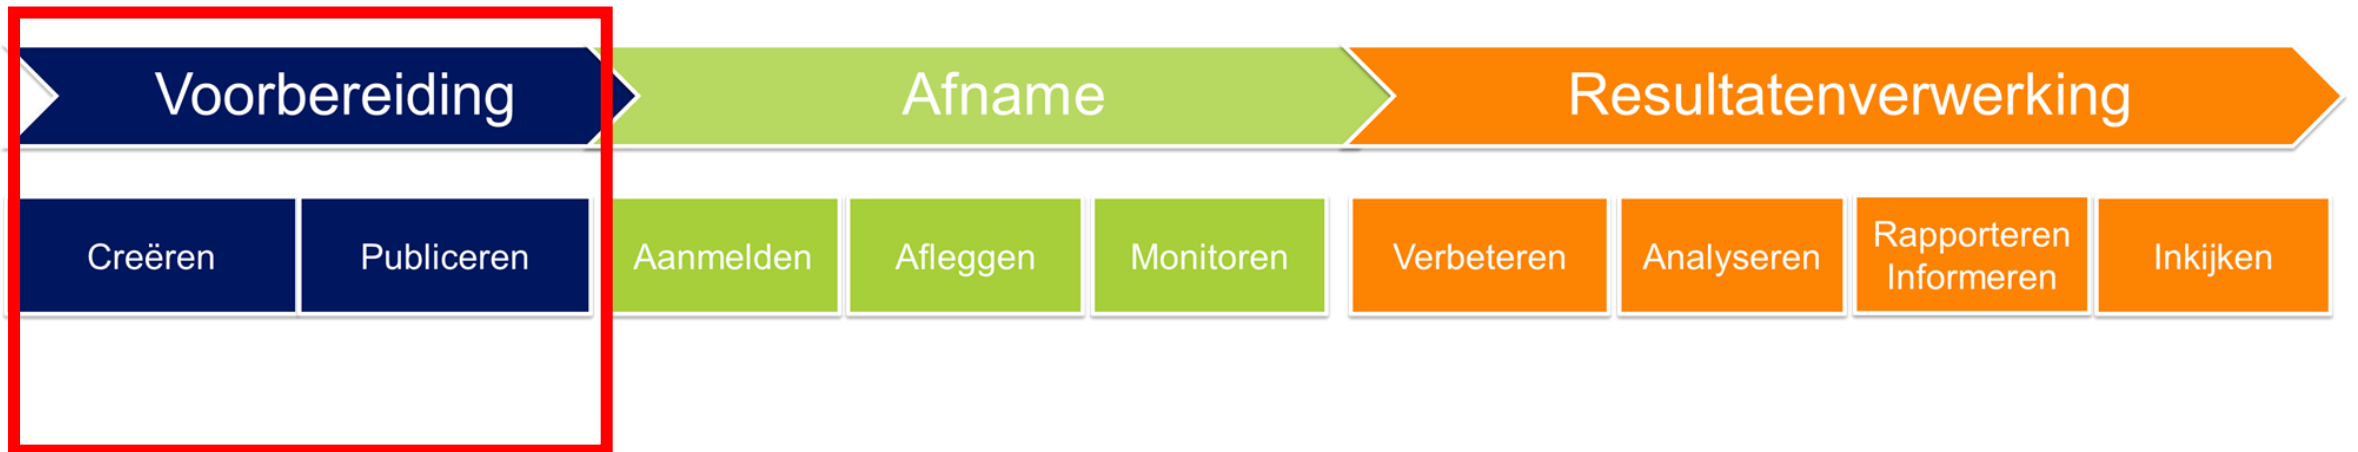 Voorbereiding
Afname
Resultatenverwerking
Creëren
Publiceren
Aanmelden
Afleggen
Monitoren
Verbeteren
Analyseren
Rapporteren
Informeren
Inkijken